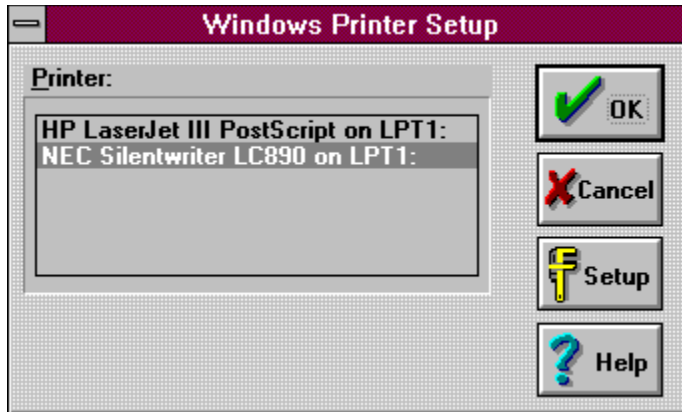 Windows Printer Setup
Printer:
HP LaserJet III PostScript on LPT1:
NEC Silentwriter LC890 on LPT1:
OK
Cancel
Setup
Help